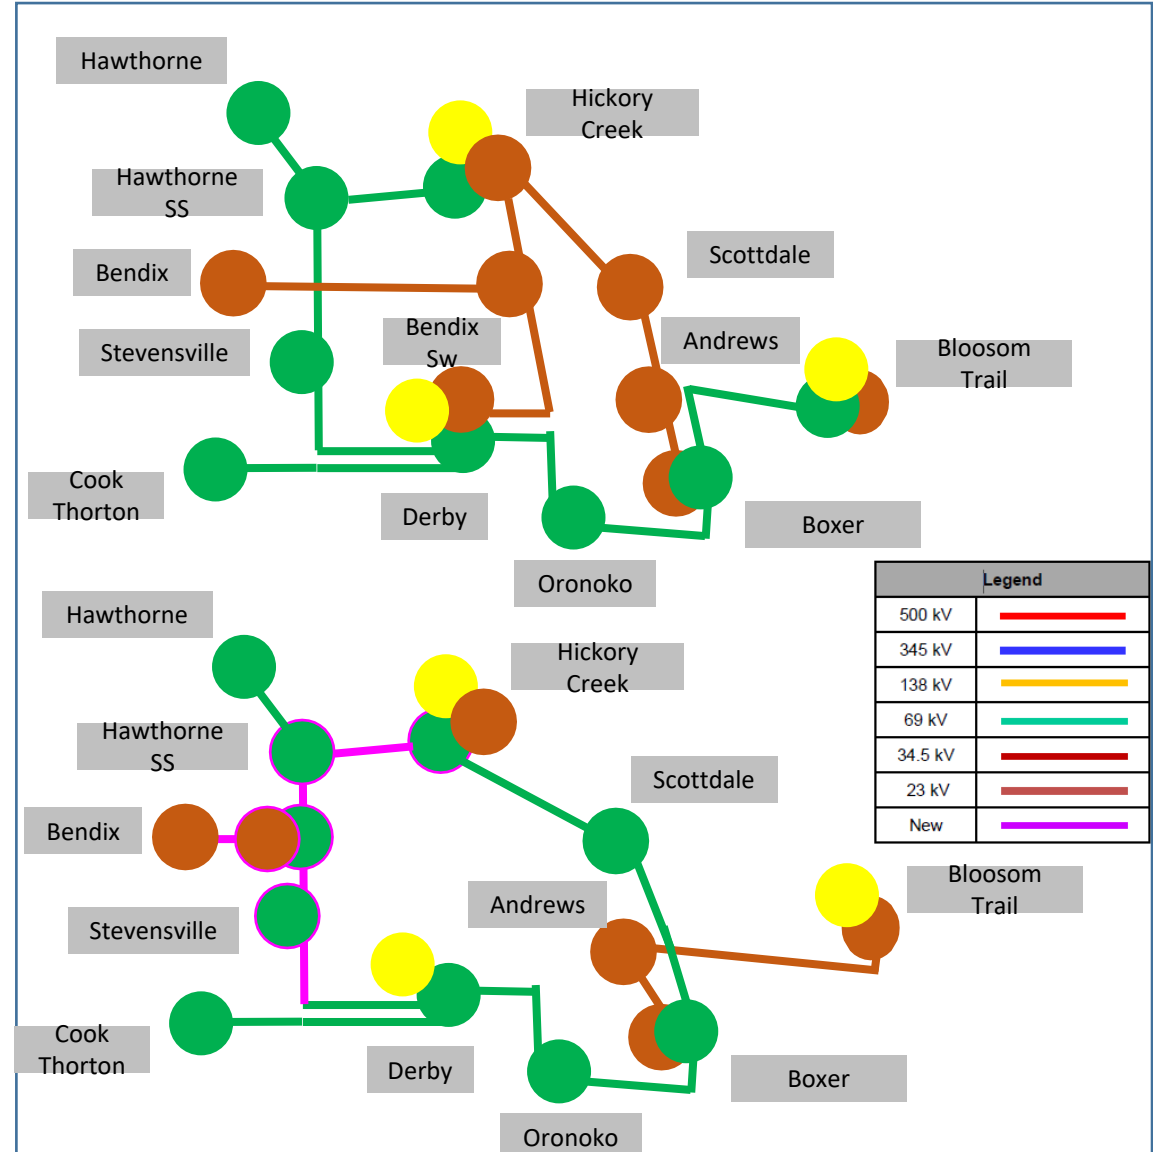 Hawthorne
Hickory
Creek
Hawthorne
SS
Bendix
Scottdale
Stevensville
Bendix
Sw
Andrews
Bloosom
Trail
Cook
Thorton
Derby
Boxer
Oronoko
Legend
500 kV
345 kV
138 kV
69 kV
34.5 kV
23 kV
New
Hawthorne
Hickory
Creek
Hawthorne
SS
Scottdale
Bendix
Andrews
Bloosom
Trail
Stevensville
Cook
Thorton
Derby
Boxer
Oronoko